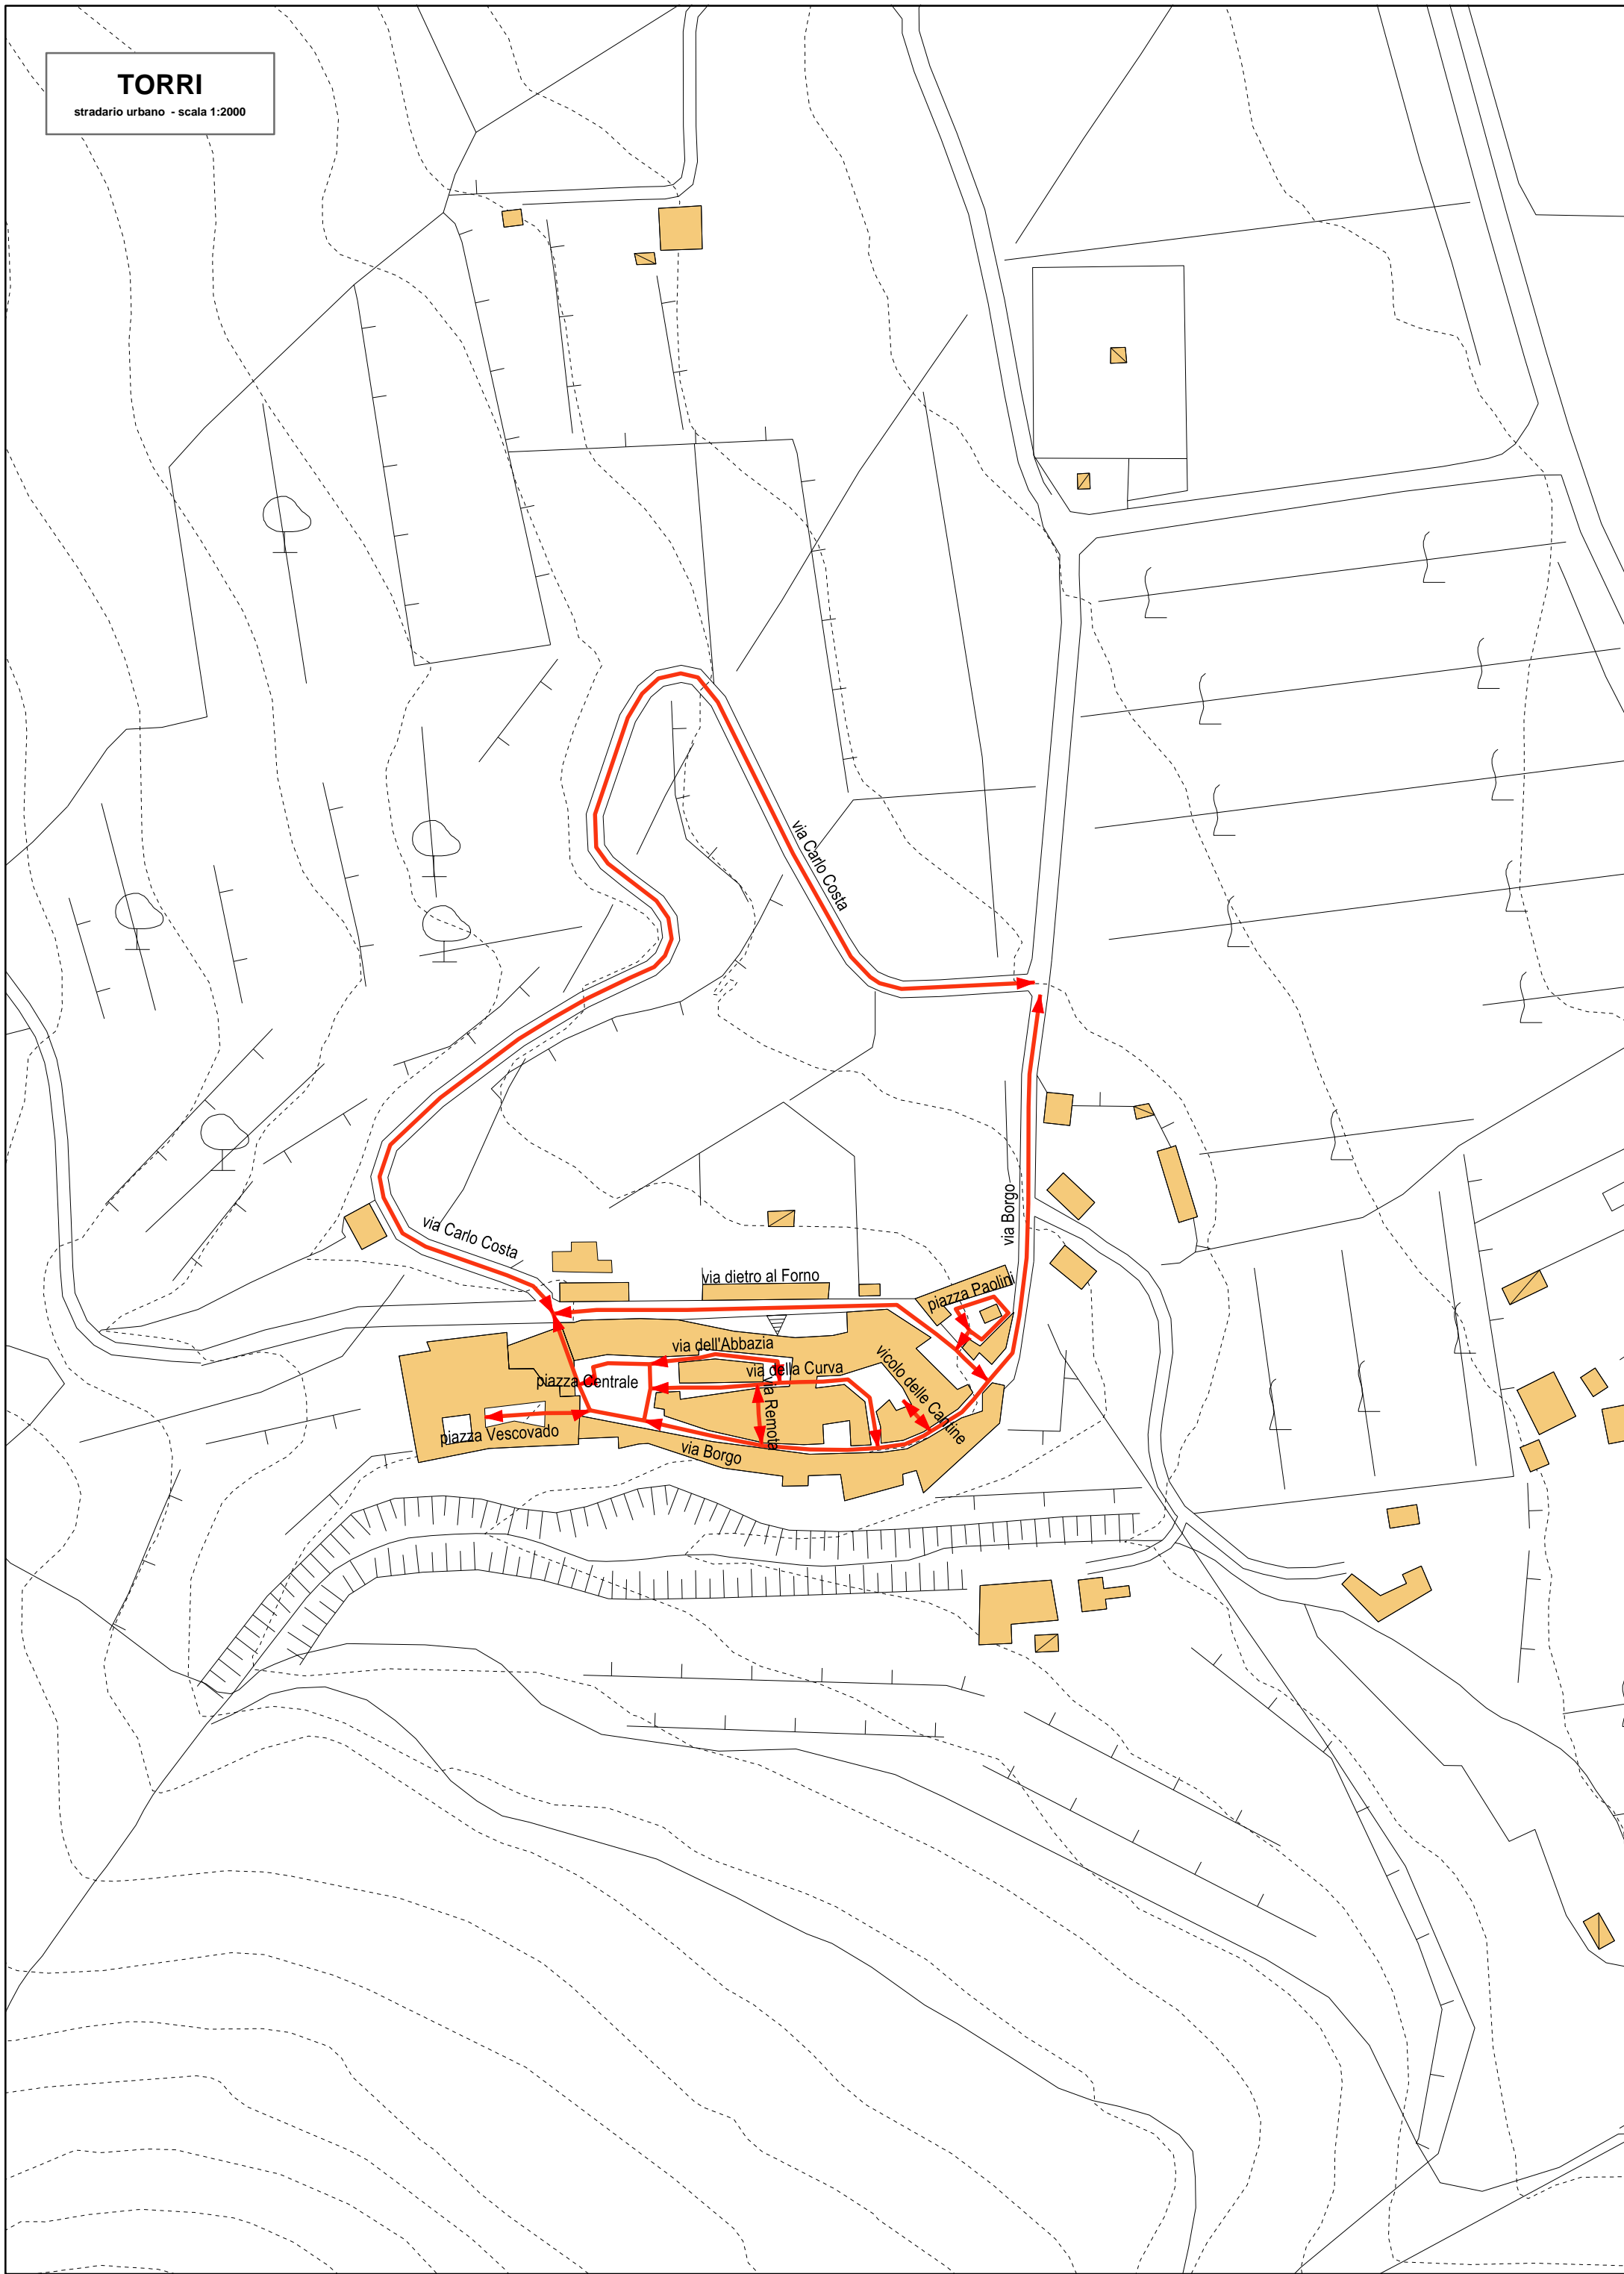 TORRI
stradario urbano - scala 1:2000
via Carlo Costa
via Carlo Costa
via Borgo
via dietro al Forno
piazza Paolini
via dell'Abbazia
via della Curva
vicolo delle Cantine
piazza Centrale
via Remota
piazza Vescovado
via Borgo